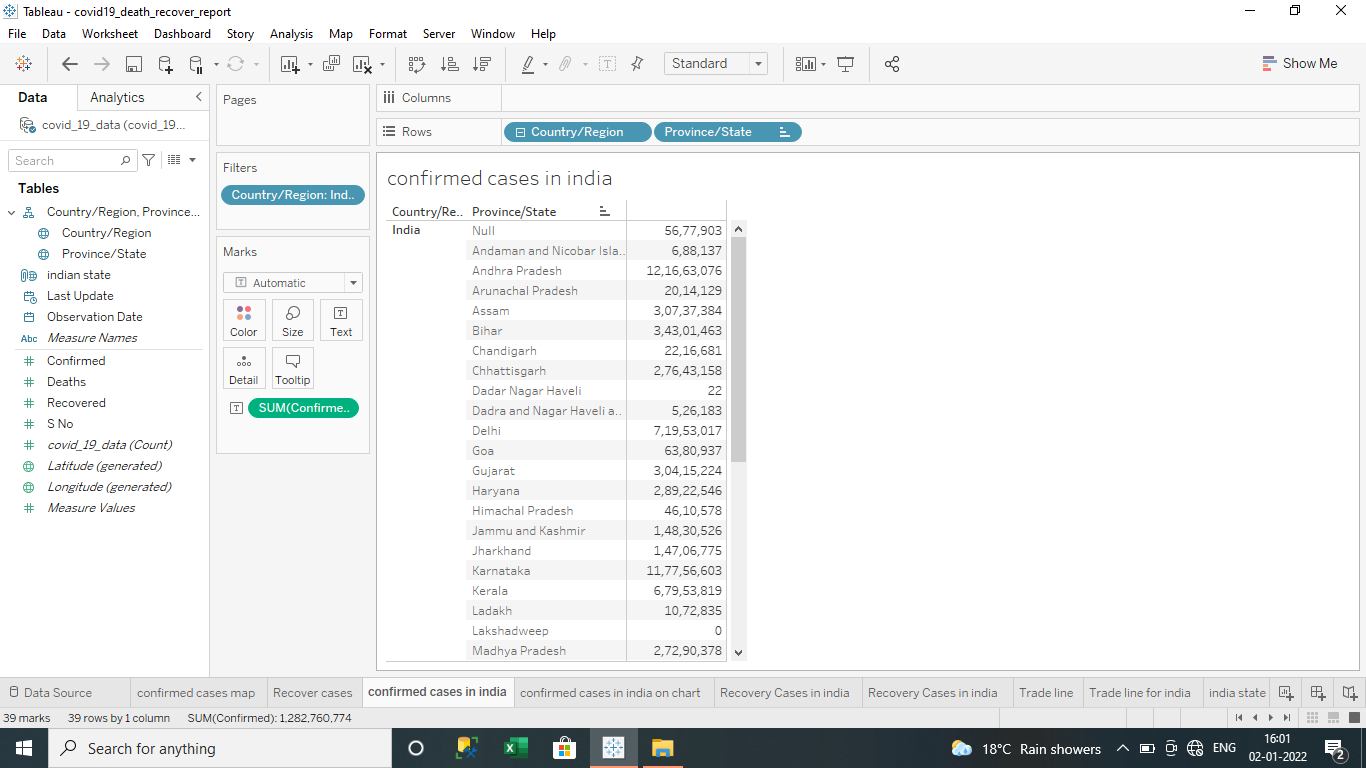 Tableau - covid19_death_recover_report
File Data Worksheet Dashboard Story Analysis Map Format Server Window Help
Standard
Show Me
Data Analytics
covid_19_data (covid_19...
Search
Tables
Country/Region, Province...
Country/Region
Province/State
indian state
Last Update
Observation Date
Abc Measure Names
Confirmed
Deaths
Recovered
S No
covid_19_data (Count)
Latitude (generated)
Longitude (generated)
Measure Values
Pages
Filters
Country/Region: Ind..
Marks
Automatic
Color Size Text
Detail Tooltip
SUM(Confirme..
Columns
Rows Country/Region Province/State
confirmed cases in india
Country/Re.. Province/State
India Null 56,77,903
Andaman and Nicobar Isla.. 6,88,137
Andhra Pradesh 12,16,63,076
Arunachal Pradesh 20,14,129
Assam 3,07,37,384
Bihar 3,43,01,463
Chandigarh 22,16,681
Chhattisgarh 2,76,43,158
Dadar Nagar Haveli 22
Dadra and Nagar Haveli a.. 5,26,183
Delhi 7,19,53,017
Goa 63,80,937
Gujarat 3,04,15,224
Haryana 2,89,22,546
Himachal Pradesh 46,10,578
Jammu and Kashmir 1,48,30,526
Jharkhand 1,47,06,775
Karnataka 11,77,56,603
Kerala 6,79,53,819
Ladakh 10,72,835
Lakshadweep 0
Madhya Pradesh 2,72,90,378
Data Source confirmed cases map Recover cases confirmed cases in india confirmed cases in india on chart Recovery Cases in india Recovery Cases in india Trade line Trade line for india india state
39 marks 39 rows by 1 column SUM(Confirmed): 1,282,760,774
Search for anything
18°C Rain showers ENG 16:01
02-01-2022 2